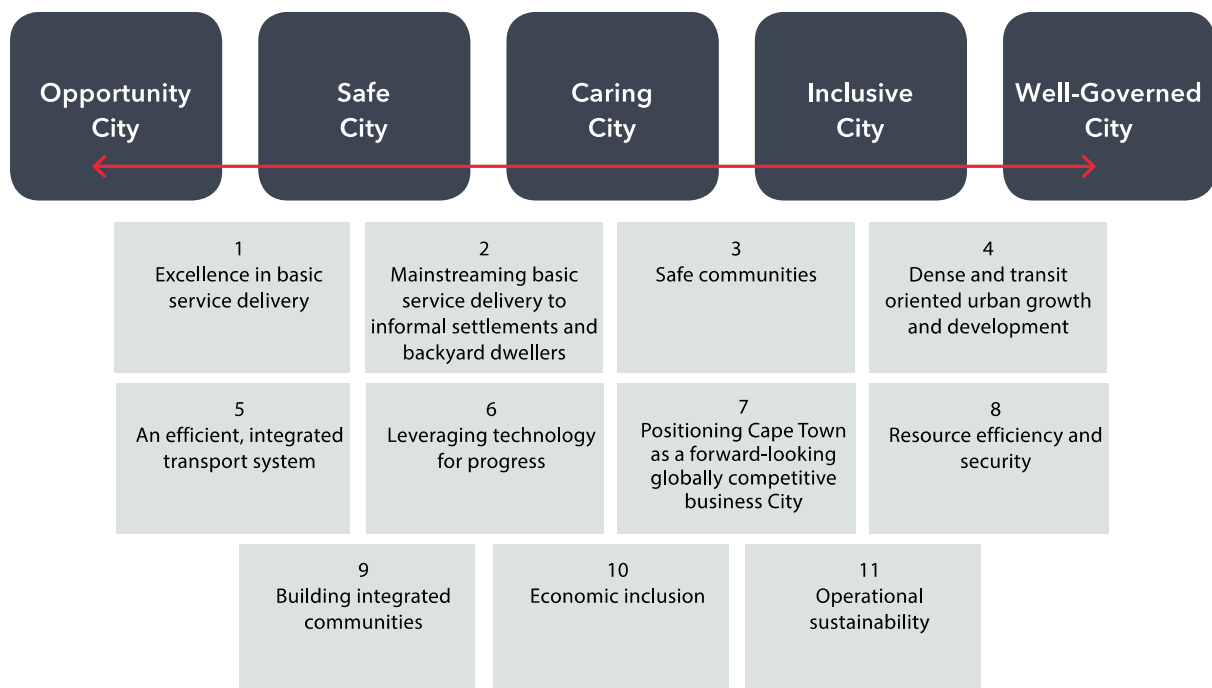 Opportunity
City
Safe
City
Caring
City
Inclusive
City
Well-Governed
City
1
Excellence in basic
service delivery
2
Mainstreaming basic
service delivery to
informal settlements and
backyard dwellers
3
Safe communities
4
Dense and transit
oriented urban growth
and development
5
An efficient, integrated
transport system
6
Leveraging technology
for progress
7
Positioning Cape Town
as a forward-looking
globally competitive
business City
8
Resource efficiency and
security
9
Building integrated
communities
10
Economic inclusion
11
Operational
sustainability